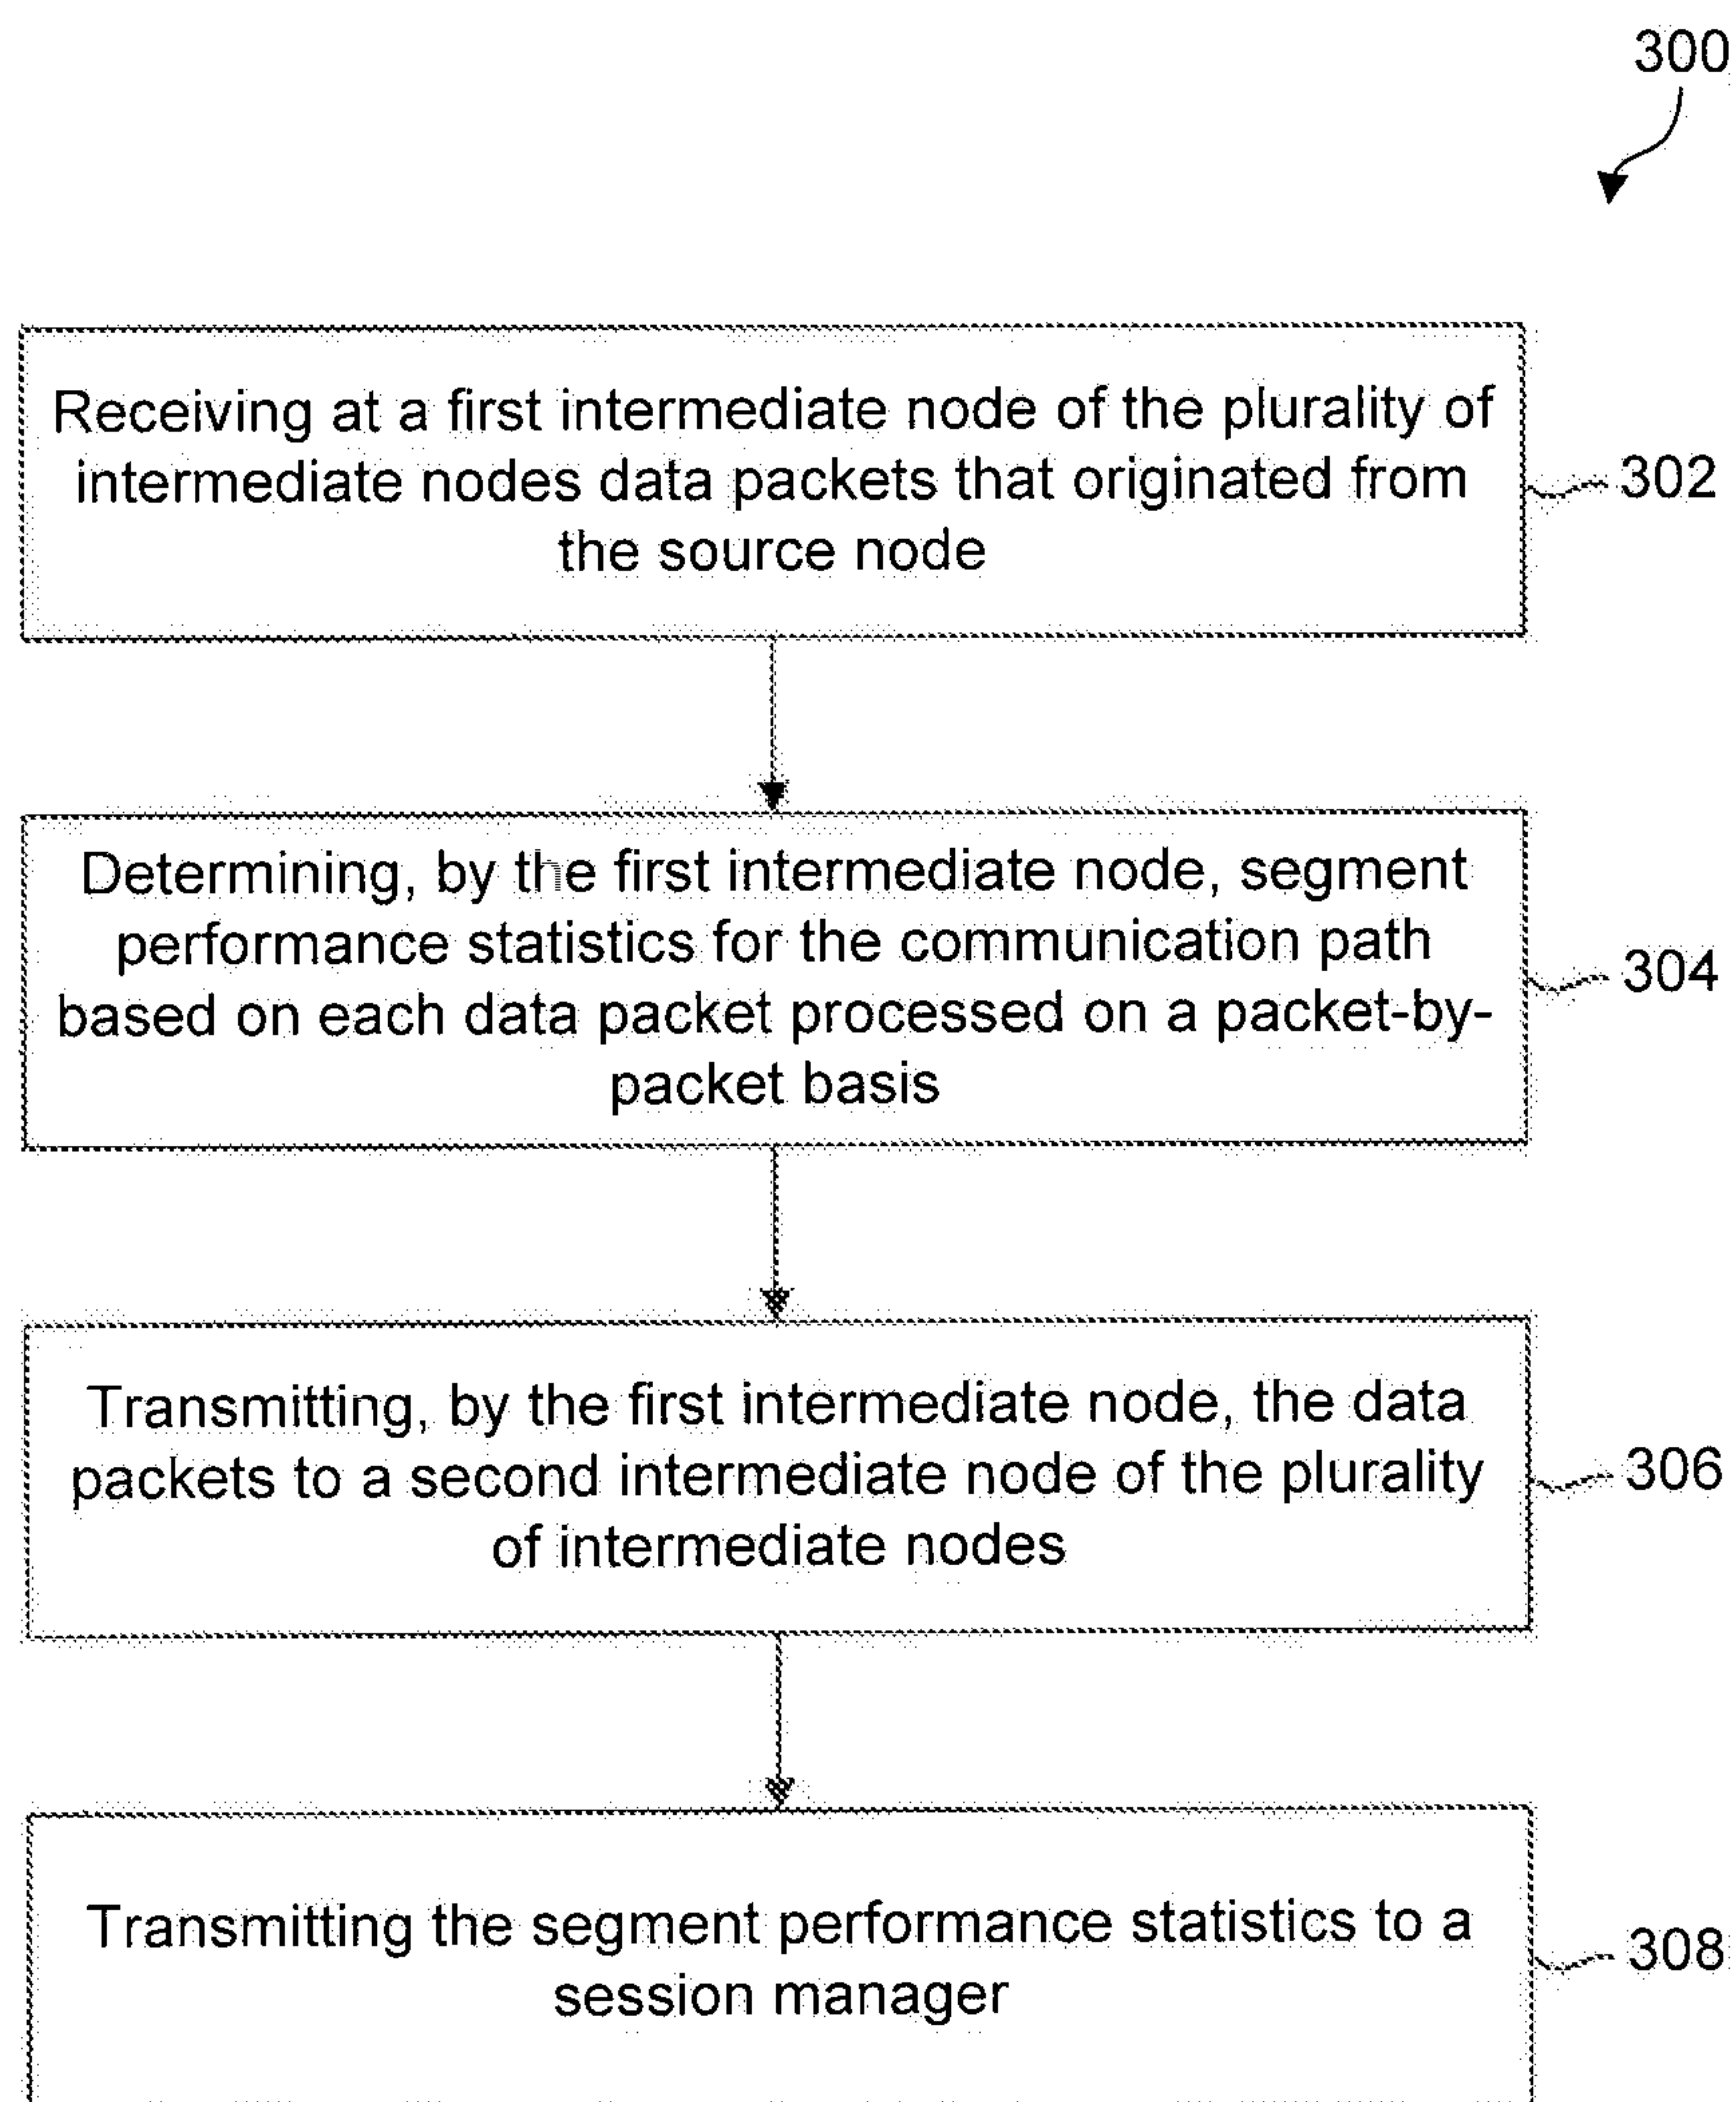 300
Receiving at a first intermediate node of the plurality of
intermediate nodes data packets that originated from
the source node
302
Determining, by the first intermediate node, segment
performance statistics for the communication path
based on each data packet processed on a packet-by-
packet basis
304
Transmitting, by the first intermediate node, the data
packets to a second intermediate node of the plurality
of intermediate nodes
306
Transmitting the segment performance statistics to a
session manager
308